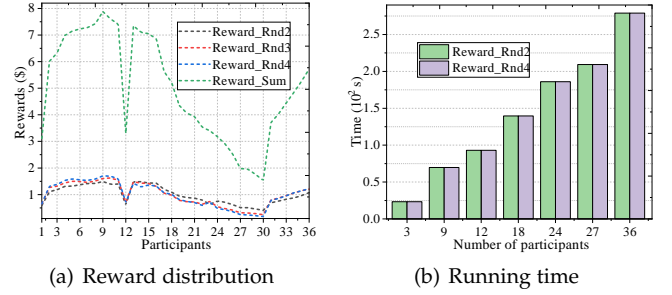 8
7
6
5
4
3
2
1
Rewards ($)
Reward_Rnd2
Reward_Rnd3
Reward_Rnd4
Reward_Sum
1 3 6 9 12 15 18 21 24 27 30 33 36
Participants
(a) Reward distribution
2.5
2.0
1.5
1.0
0.5
0.0
Time (10² s)
Reward_Rnd2
Reward_Rnd4
3 9 12 18 24 27 36
Number of participants
(b) Running time